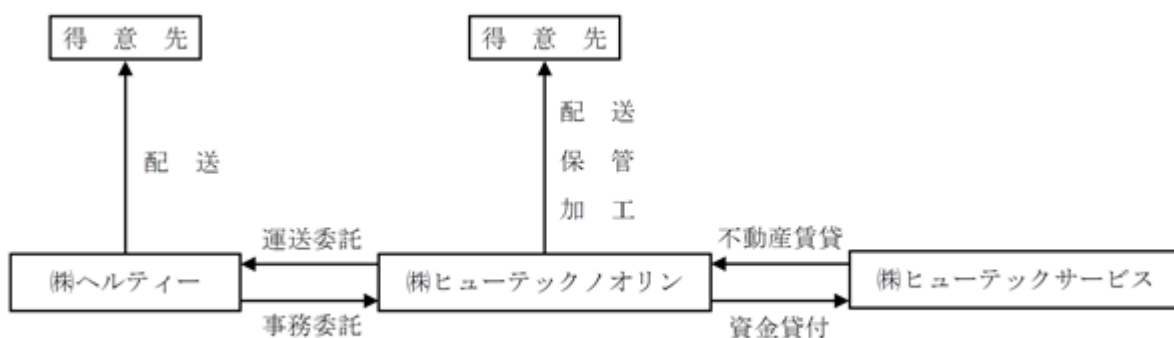 得意先
得意先
配送
配送
保管
加工
運送委託
不動産賃貸
㈱ヘルティー
㈱ヒューテックノオリン
㈱ヒューテックサービス
事務委託
資金貸付